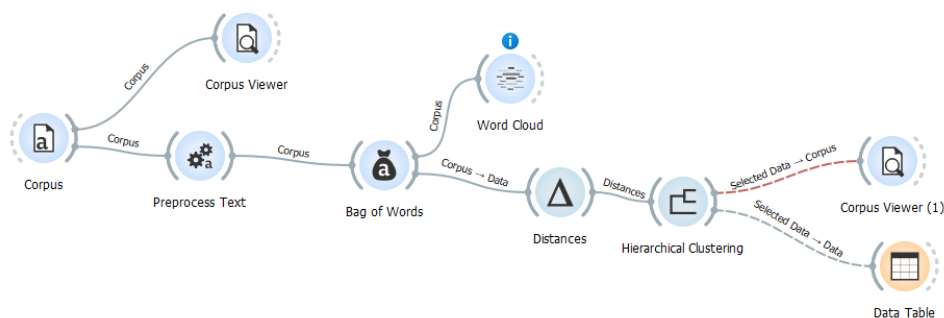 Corpus
Corpus Viewer
a
Corpus
Corpus
a
Preprocess Text
Corpus
a
Bag of Words
Corpus
i
Word Cloud
Corpus → Data
Distances
Distances
Hierarchical Clustering
Selected Data → Corpus
Corpus Viewer (1)
Selected Data → Data
Data Table